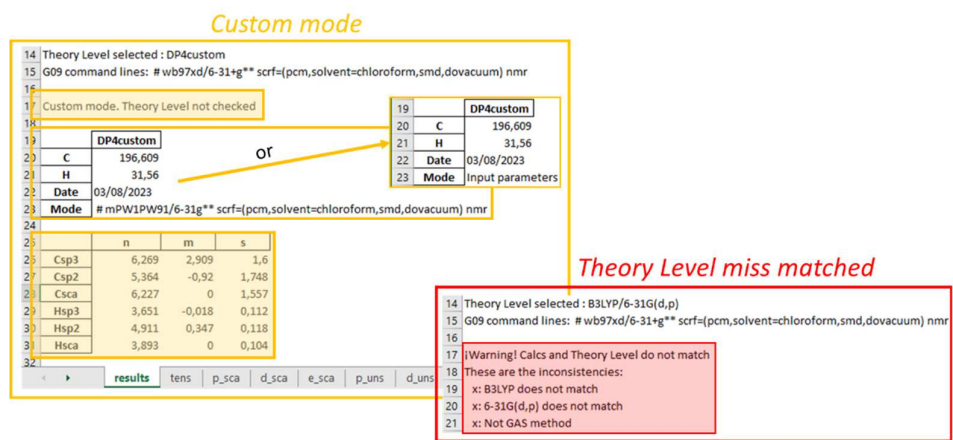 Custom mode
14 Theory Level selected : DP4custom
15 G09 command lines: # wb97xd/6-31+g** scrf=(pcm,solvent=chloroform,smd,dovacuum) nmr
16
17 Custom mode. Theory Level not checked
18
19 DP4custom
20 C 196,609
21 H 31,56
22 Date 03/08/2023
23 Mode # mPW1PW91/6-31g** scrf=(pcm,solvent=chloroform,smd,dovacuum) nmr
24
25 n m s
26 Csp3 6,269 2,909 1,6
27 Csp2 5,364 -0,92 1,748
28 Csca 6,227 0 1,557
29 Hsp3 3,651 -0,018 0,112
30 Hsp2 4,911 0,347 0,118
31 Hsca 3,893 0 0,104
32
results tens p_sca d_sca e_sca p_uns d_uns
or
19 DP4custom
20 C 196,609
21 H 31,56
22 Date 03/08/2023
23 Mode Input parameters
Theory Level miss matched
14 Theory Level selected : B3LYP/6-31G(d,p)
15 G09 command lines: # wb97xd/6-31+g** scrf=(pcm,solvent=chloroform,smd,dovacuum) nmr
16
17 ¡Warning! Calcs and Theory Level do not match
18 These are the inconsistencies:
19 x: B3LYP does not match
20 x: 6-31G(d,p) does not match
21 x: Not GAS method